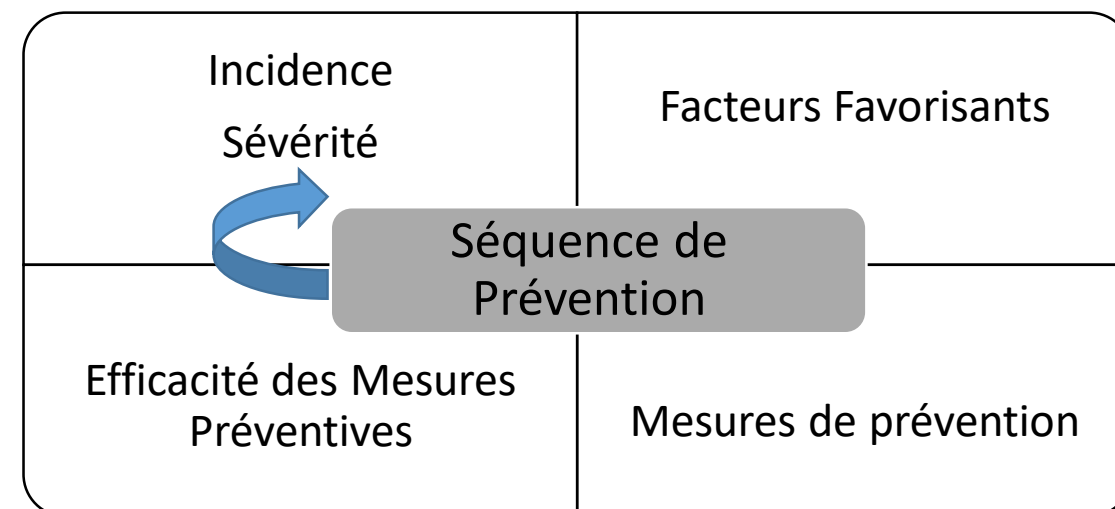 Incidence
Sévérité
Facteurs Favorisants
Séquence de
Prévention
Efficacité des Mesures
Préventives
Mesures de prévention